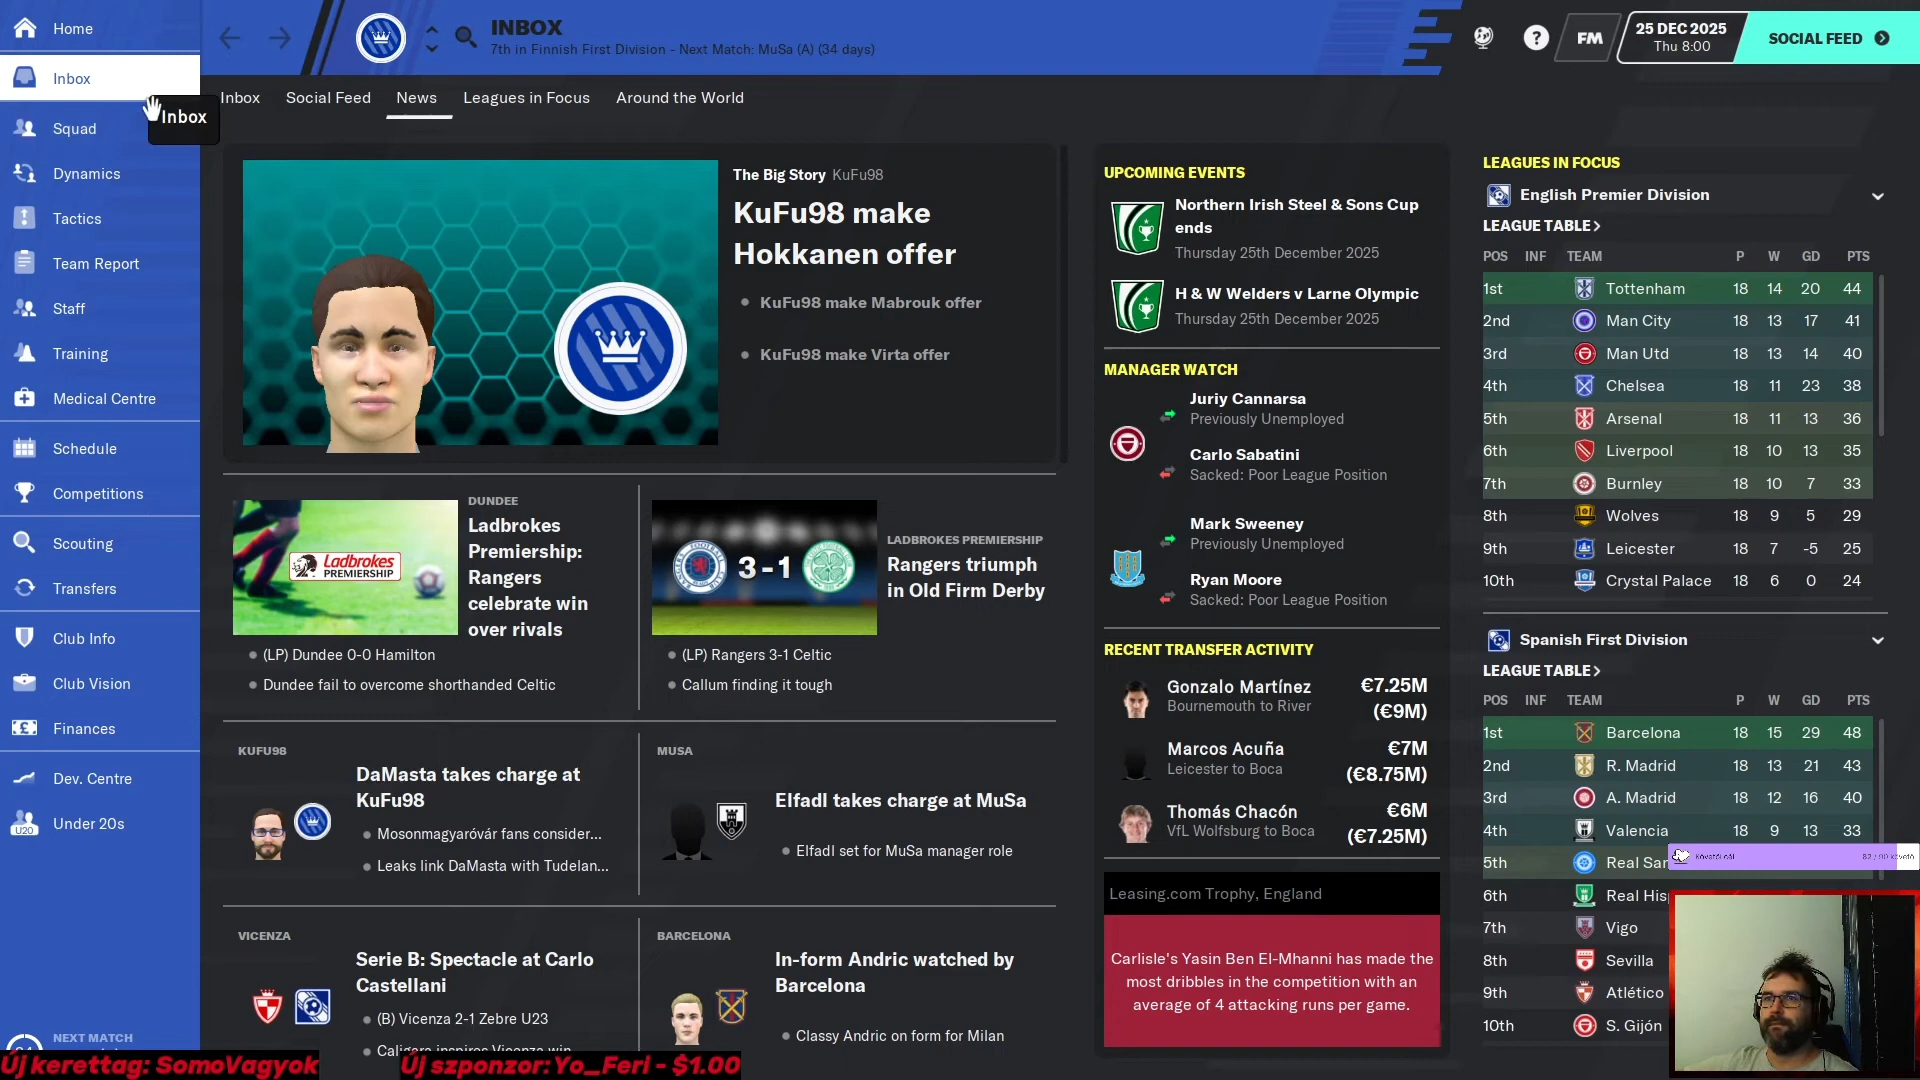 Home
Inbox
Inbox
Squad
Dynamics
Tactics
Team Report
Staff
Training
Medical Centre
Schedule
Competitions
Scouting
Transfers
Club Info
Club Vision
Finances
Dev. Centre
U20
Under 20s
NEXT MATCH
INBOX
7th in Finnish First Division - Next Match: MuSa (A) (34 days)
?
FM
25 DEC 2025
Thu 8:00
SOCIAL FEED
Inbox
Social Feed
News
Leagues in Focus
Around the World
The Big Story KuFu98
KuFu98 make
Hokkanen offer
KuFu98 make Mabrouk offer
KuFu98 make Virta offer
Ladbrokes
PREMIERSHIP
DUNDEE
Ladbrokes
Premiership:
Rangers
celebrate win
over rivals
(LP) Dundee 0-0 Hamilton
Dundee fail to overcome shorthanded Celtic
3 - 1
LADBROKES PREMIERSHIP
Rangers triumph
in Old Firm Derby
(LP) Rangers 3-1 Celtic
Callum finding it tough
KUFU98
DaMasta takes charge at
KuFu98
Mosonmagyaróvár fans consider...
Leaks link DaMasta with Tudelan...
MUSA
Elfadl takes charge at MuSa
Elfadl set for MuSa manager role
VICENZA
Serie B: Spectacle at Carlo
Castellani
(B) Vicenza 2-1 Zebre U23
BARCELONA
In-form Andric watched by
Barcelona
Classy Andric on form for Milan
UPCOMING EVENTS
Northern Irish Steel & Sons Cup
ends
Thursday 25th December 2025
H & W Welders v Larne Olympic
Thursday 25th December 2025
MANAGER WATCH
Juriy Cannarsa
Previously Unemployed
Carlo Sabatini
Sacked: Poor League Position
Mark Sweeney
Previously Unemployed
Ryan Moore
Sacked: Poor League Position
RECENT TRANSFER ACTIVITY
Gonzalo Martínez €7.25M
Bournemouth to River (€9M)
Marcos Acuña €7M
Leicester to Boca (€8.75M)
Thomás Chacón €6M
VfL Wolfsburg to Boca (€7.25M)
Leasing.com Trophy, England
Carlisle's Yasin Ben El-Mhanni has made the
most dribbles in the competition with an
average of 4 attacking runs per game.
LEAGUES IN FOCUS
English Premier Division
LEAGUE TABLE
POS INF TEAM P W GD PTS
1st Tottenham 18 14 20 44
2nd Man City 18 13 17 41
3rd Man Utd 18 13 14 40
4th Chelsea 18 11 23 38
5th Arsenal 18 11 13 36
6th Liverpool 18 10 13 35
7th Burnley 18 10 7 33
8th Wolves 18 9 5 29
9th Leicester 18 7 -5 25
10th Crystal Palace 18 6 0 24
Spanish First Division
LEAGUE TABLE
POS INF TEAM P W GD PTS
1st Barcelona 18 15 29 48
2nd R. Madrid 18 13 21 43
3rd A. Madrid 18 12 16 40
4th Valencia 18 9 13 33
5th Real San
6th Real His
7th Vigo
8th Sevilla
9th Atlético
10th S. Gijón
Követői cél 82 / 90 követő
Új kerettag: SomoVagyok
Új szponzor: Yo_Feri - $1.00